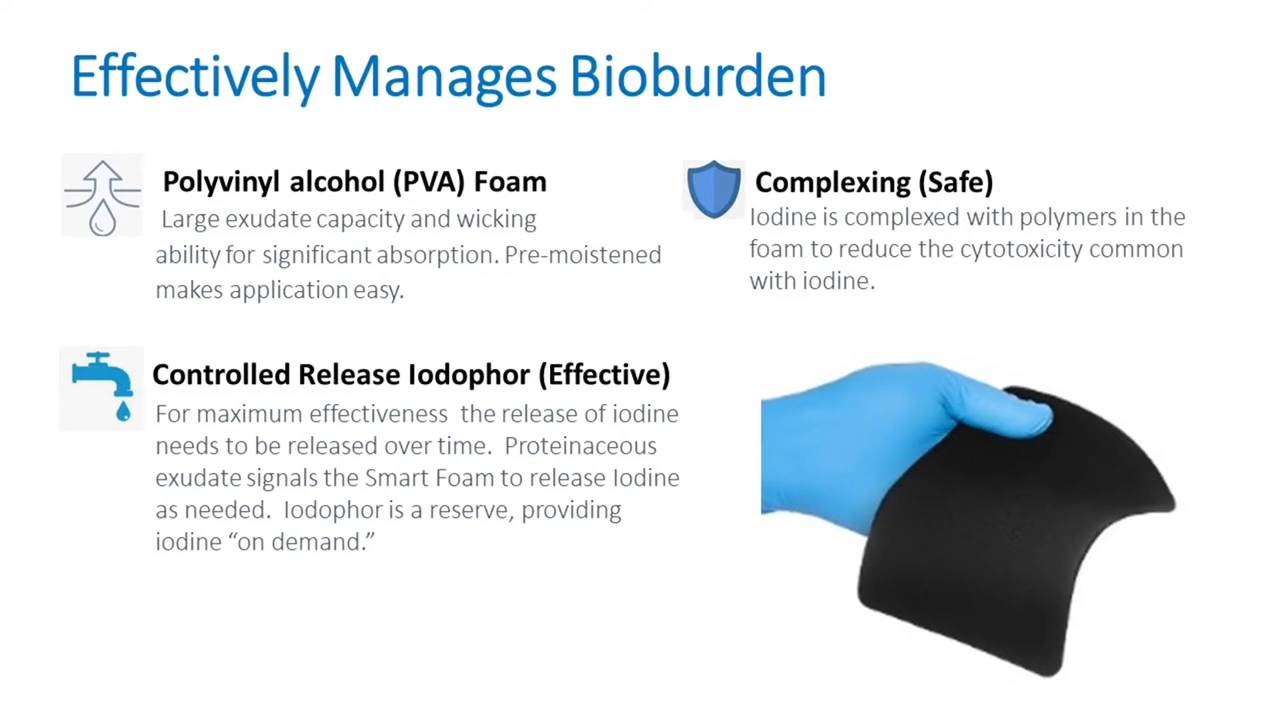 Effectively Manages Bioburden
Polyvinyl alcohol (PVA) Foam
Large exudate capacity and wicking
ability for significant absorption. Pre-moistened
makes application easy.
Complexing (Safe)
Iodine is complexed with polymers in the
foam to reduce the cytotoxicity common
with iodine.
Controlled Release Iodophor (Effective)
For maximum effectiveness  the release of iodine
needs to be released over time.  Proteinaceous
exudate signals the Smart Foam to release Iodine
as needed.  Iodophor is a reserve, providing
iodine “on demand.”